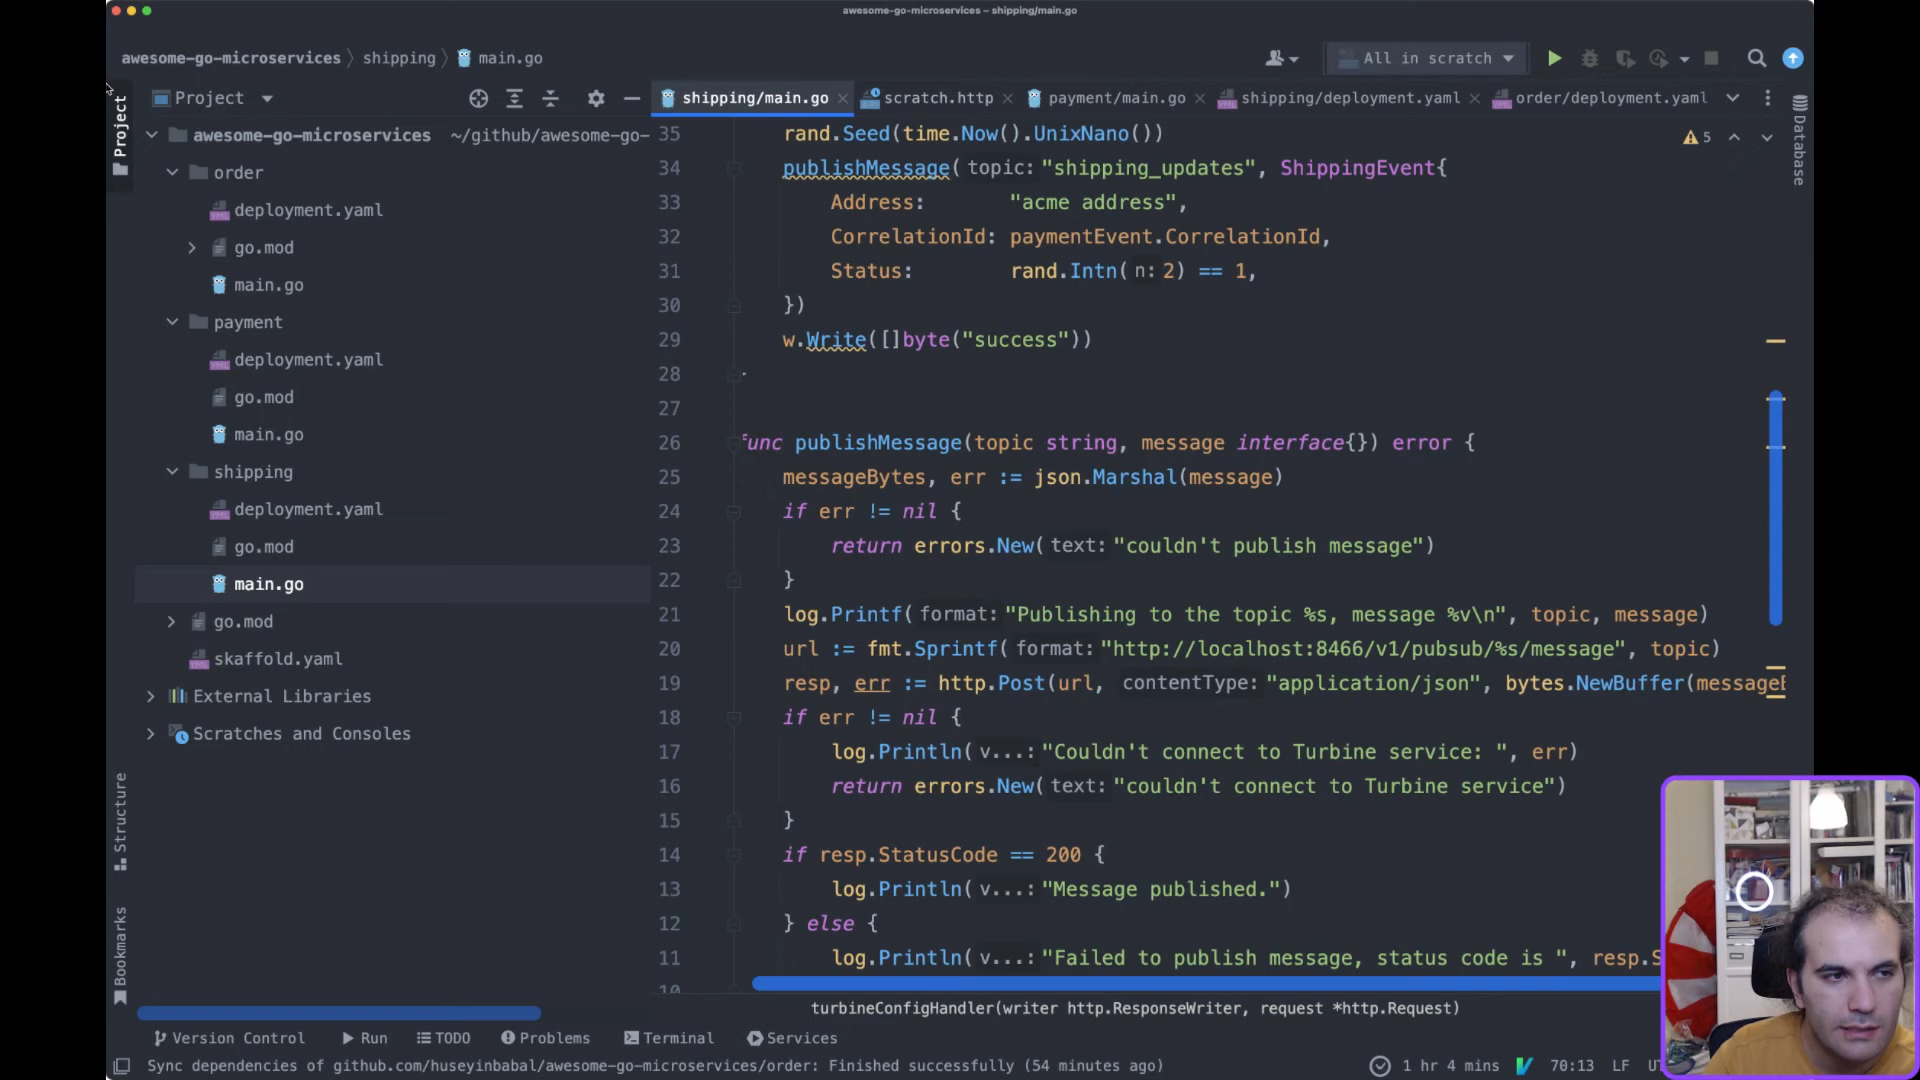 awesome-go-microservices – shipping/main.go
awesome-go-microservices 〉 shipping 〉 main.go
All in scratch
Project
Project
shipping/main.go
scratch.http
payment/main.go
shipping/deployment.yaml
order/deployment.yaml
Database
awesome-go-microservices ~/github/awesome-go-
order
deployment.yaml
go.mod
main.go
payment
deployment.yaml
go.mod
main.go
shipping
deployment.yaml
go.mod
main.go
go.mod
skaffold.yaml
External Libraries
Scratches and Consoles
Structure
Bookmarks
5
35 rand.Seed(time.Now().UnixNano())
34 publishMessage( topic: "shipping_updates", ShippingEvent{
33 Address: "acme address",
32 CorrelationId: paymentEvent.CorrelationId,
31 Status: rand.Intn( n: 2) == 1,
30 })
29 w.Write([]byte("success"))
28
27
26 func publishMessage(topic string, message interface{}) error {
25 messageBytes, err := json.Marshal(message)
24 if err != nil {
23 return errors.New( text: "couldn't publish message")
22 }
21 log.Printf( format: "Publishing to the topic %s, message %v\n", topic, message)
20 url := fmt.Sprintf( format: "http://localhost:8466/v1/pubsub/%s/message", topic)
19 resp, err := http.Post(url, contentType: "application/json", bytes.NewBuffer(message
18 if err != nil {
17 log.Println( v...: "Couldn't connect to Turbine service: ", err)
16 return errors.New( text: "couldn't connect to Turbine service")
15 }
14 if resp.StatusCode == 200 {
13 log.Println( v...: "Message published.")
12 } else {
11 log.Println( v...: "Failed to publish message, status code is ", resp.
10
turbineConfigHandler(writer http.ResponseWriter, request *http.Request)
Version Control
Run
TODO
Problems
Terminal
Services
Sync dependencies of github.com/huseyinbabal/awesome-go-microservices/order: Finished successfully (54 minutes ago)
1 hr 4 mins
70:13
LF